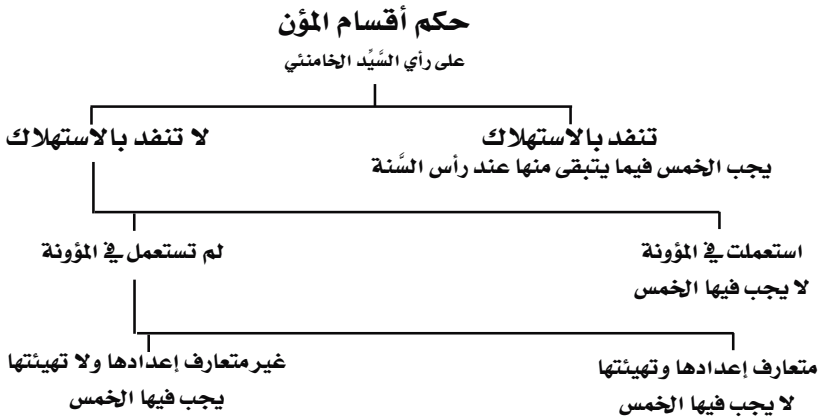 حكم أقسام المؤن
على رأي السَّيِّد الخامنئي
تنفد بالاستهلاك
يجب الخمس فيما يتبقى منها عند رأس السَّنة
لا تنفد بالاستهلاك
استعملت في المؤونة
لا يجب فيها الخمس
لم تستعمل في المؤونة
متعارف إعدادها وتهيئتها
لا يجب فيها الخمس
غير متعارف إعدادها ولا تهيئتها
يجب فيها الخمس